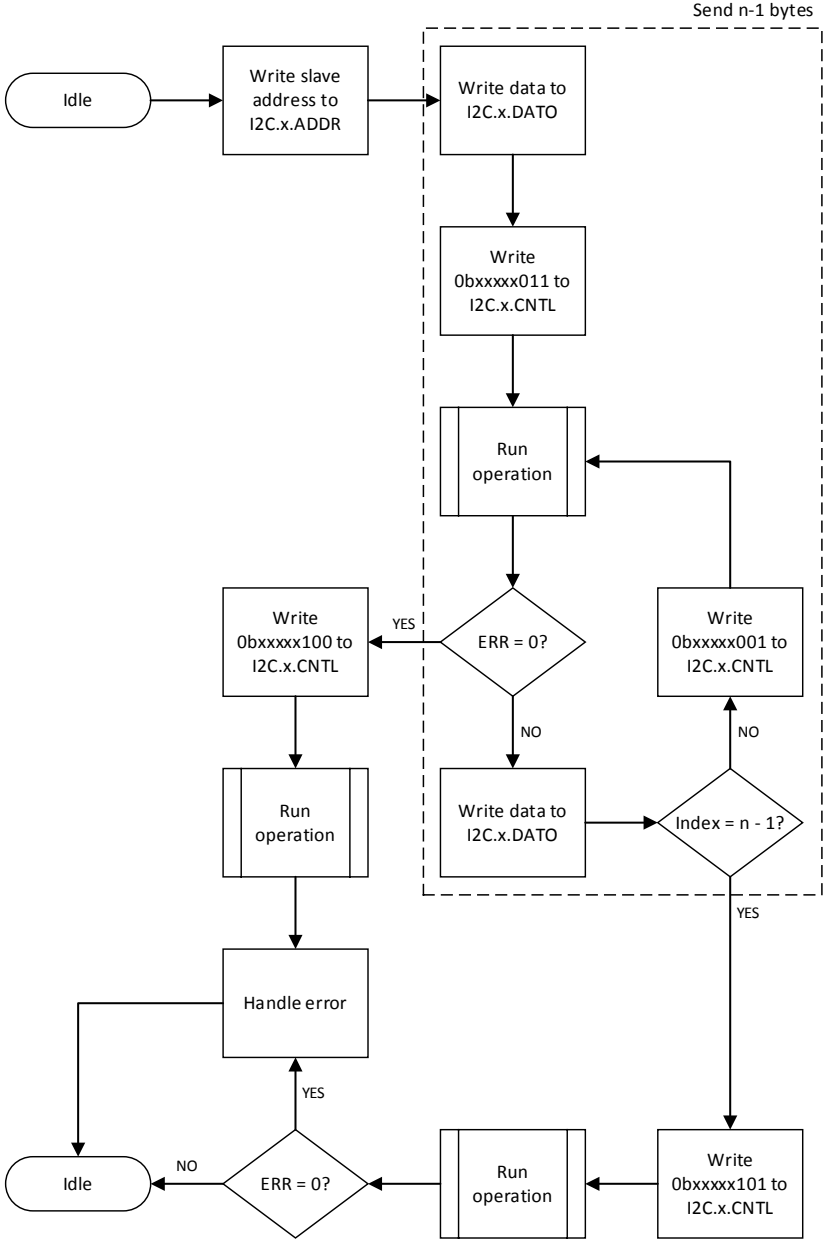 Send n-1 bytes
Idle
Write slave
address to
I2C.x.ADDR
Write data to
I2C.x.DATO
Write
0bxxxxx011 to
I2C.x.CNTL
Run
operation
ERR = 0?
YES
Write
0bxxxxx100 to
I2C.x.CNTL
Write
0bxxxxx001 to
I2C.x.CNTL
NO
NO
Run
operation
Write data to
I2C.x.DATO
Index = n - 1?
YES
Handle error
YES
Idle
NO
ERR = 0?
Run
operation
Write
0bxxxxx101 to
I2C.x.CNTL